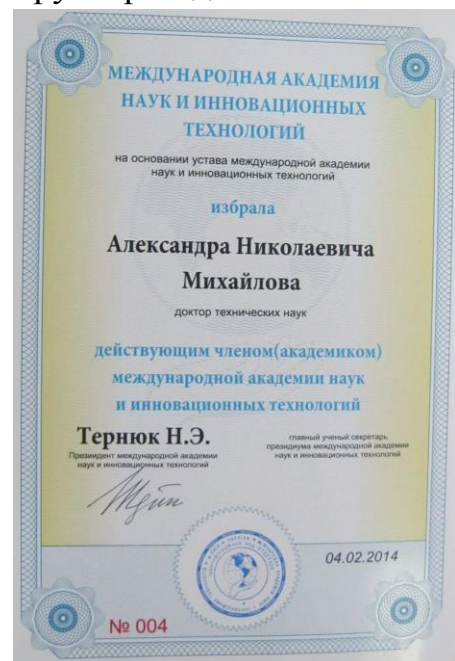 МЕЖДУНАРОДНАЯ АКАДЕМИЯ
НАУК И ИННОВАЦИОННЫХ
ТЕХНОЛОГИЙ
на основании устава международной академии
наук и инновационных технологий
избрала
Александра Николаевича
Михайлова
доктор технических наук
действующим членом(академиком)
международной академии наук
и инновационных технологий
Тернюк Н.Э.
Президент международной академии
наук и инновационных технологий
главный ученый секретарь
президиума международной академии
наук и инновационных технологий
04.02.2014
№ 004